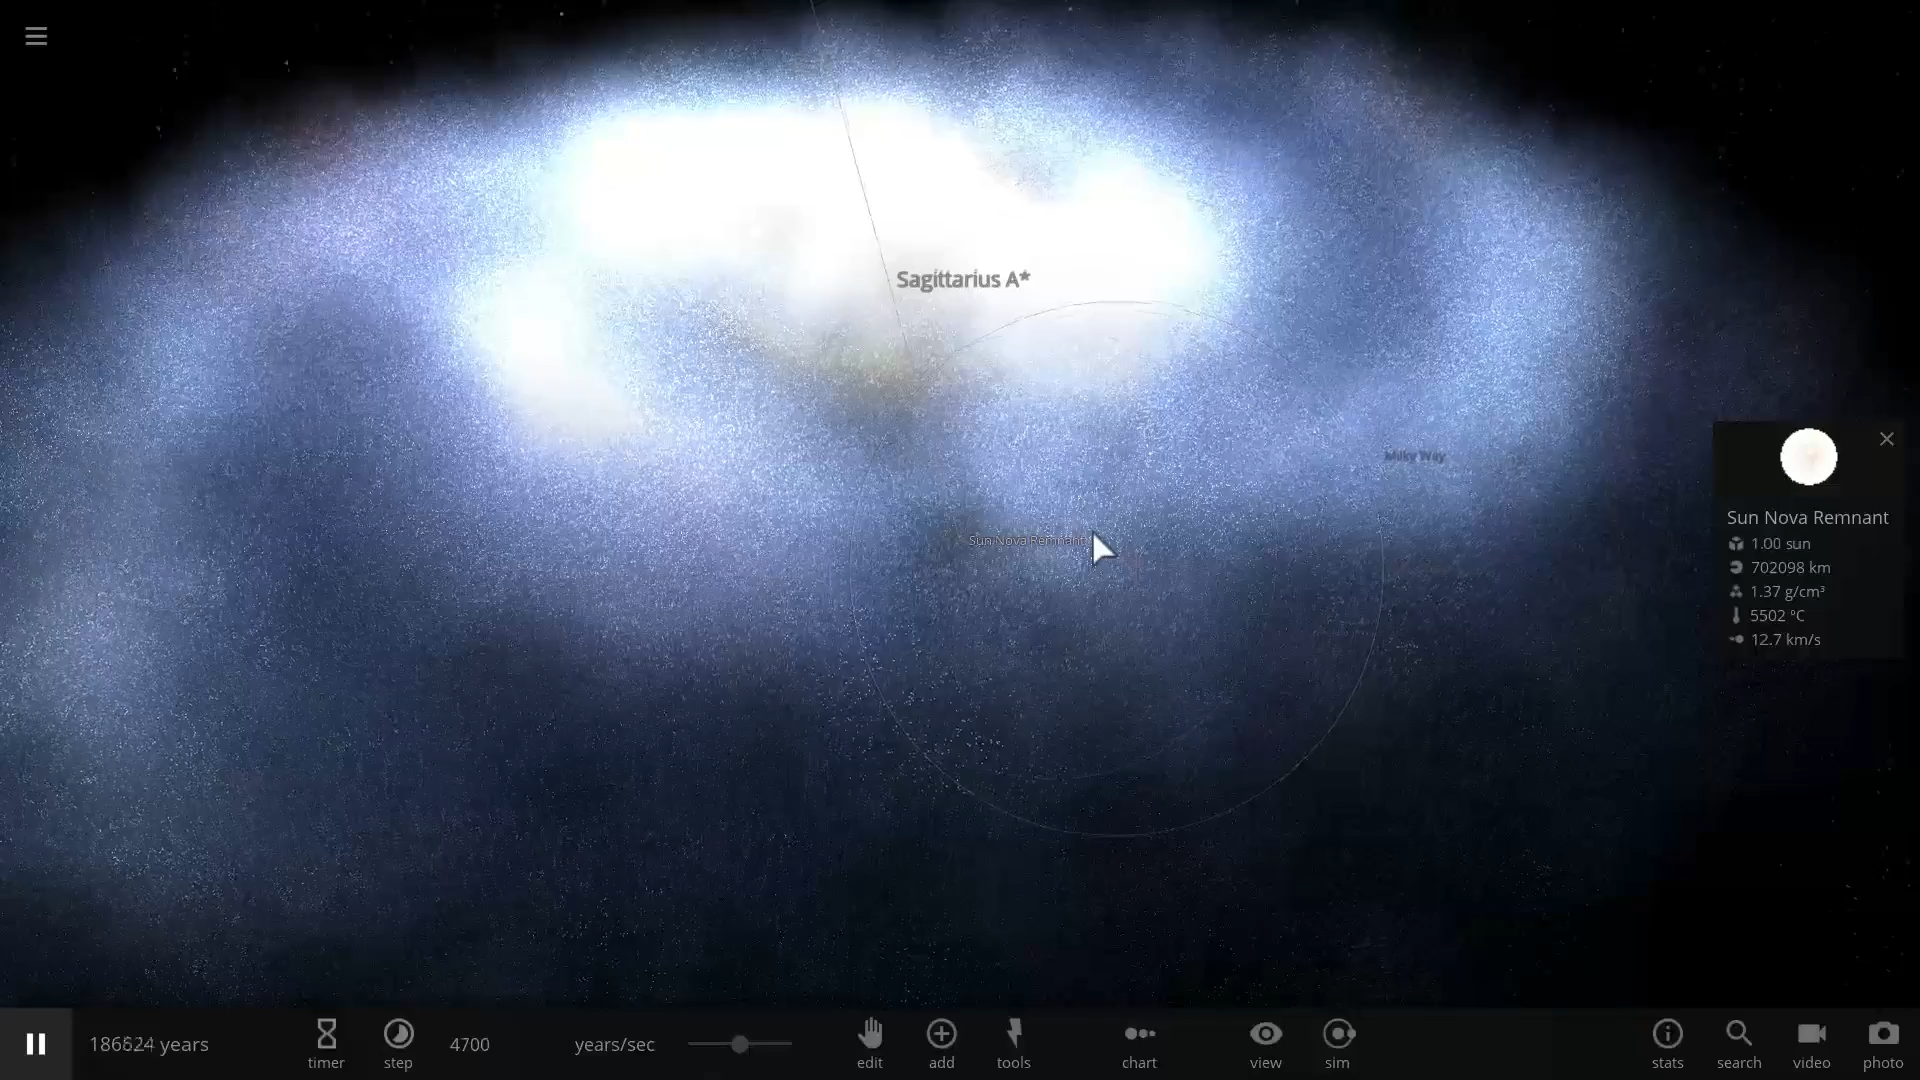 Sagittarius A*
Milky Way
Sun Nova Remnant
Sun Nova Remnant
1.00 sun
702098 km
1.37 g/cm³
5502 °C
12.7 km/s
186624 years
timer
step
4700
years/sec
edit
add
tools
chart
view
sim
stats
search
video
photo